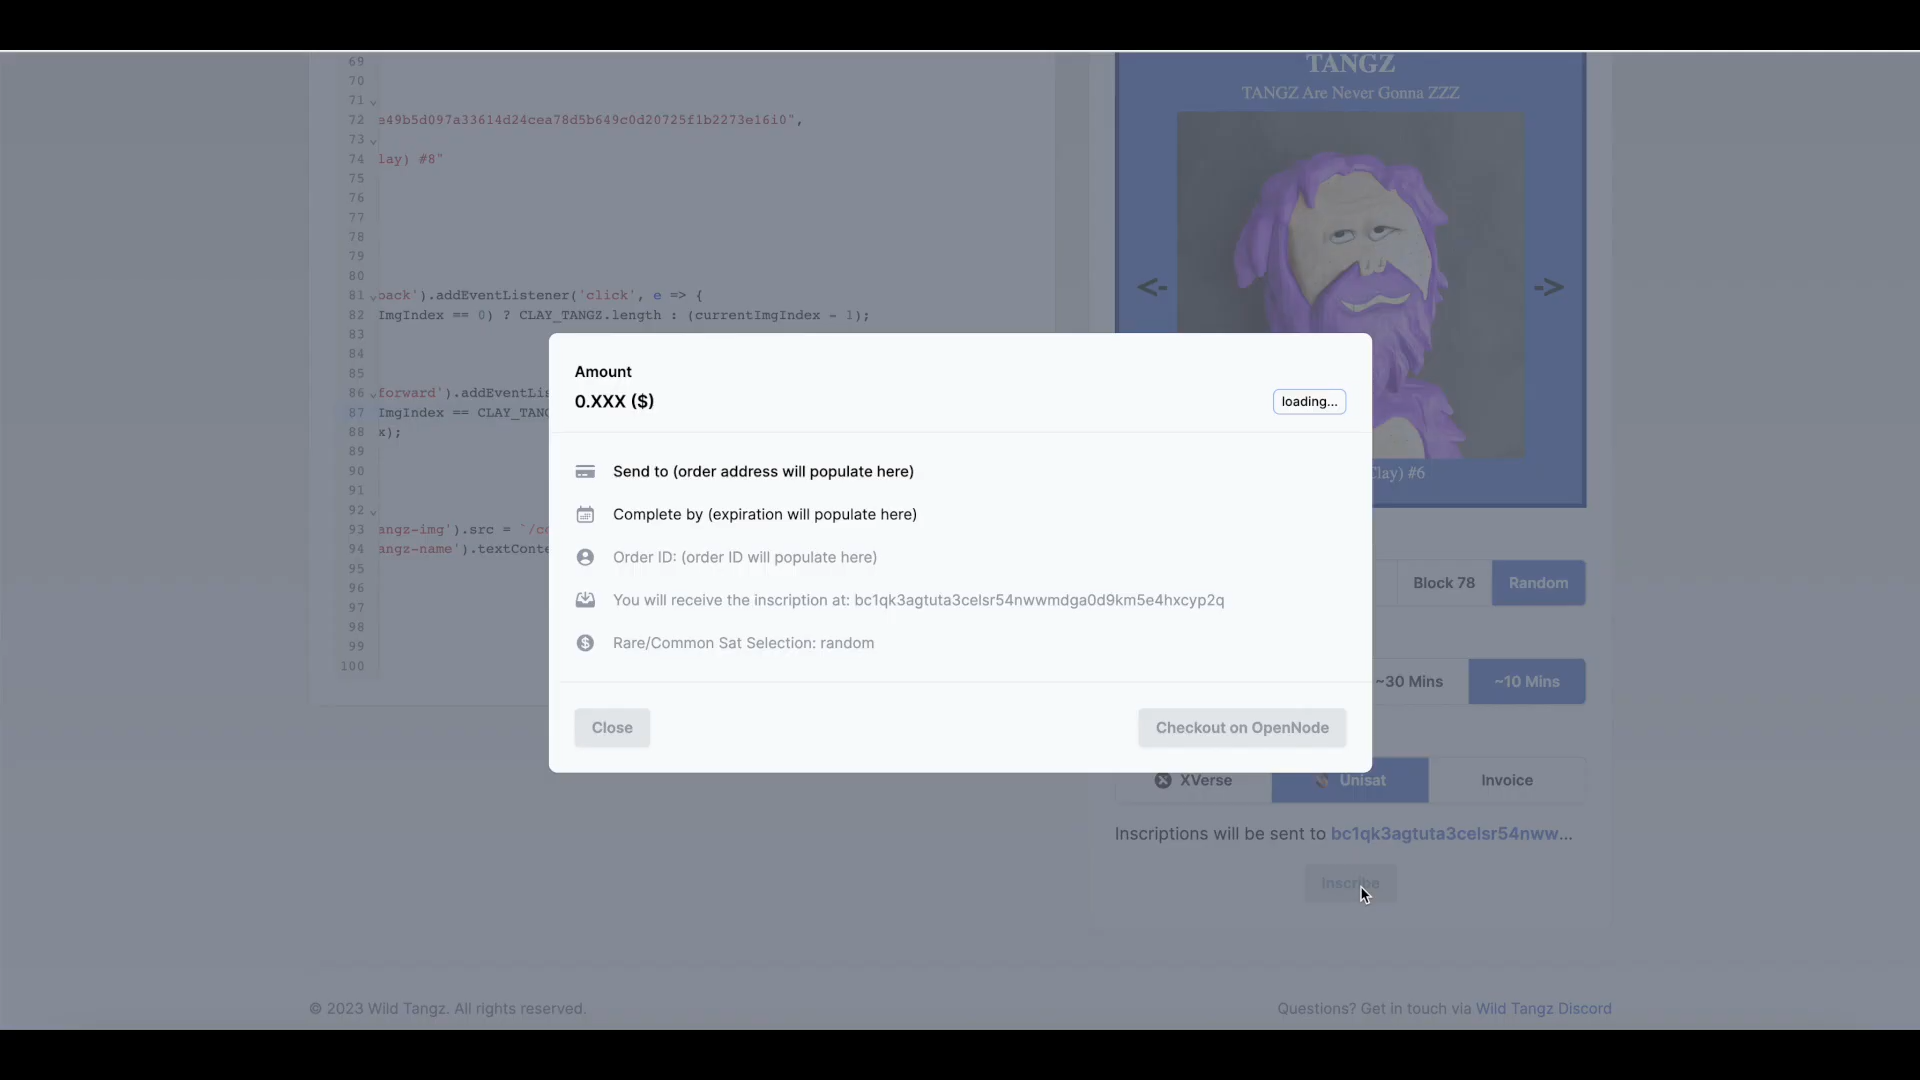 69
70
71
72 e49b5d097a33614d24cea78d5b649c0d20725f1b2273e16i0",
73
74 lay) #8"
75
76
77
78
79
80
81 back').addEventListener('click', e => {
82 ImgIndex == 0) ? CLAY_TANGZ.length : (currentImgIndex - 1);
83
84
85
86 forward').addEventLis
87 ImgIndex == CLAY_TANG
88 x);
89
90
91
92
93 angz-img').src = `/co
94 angz-name').textConte
95
96
97
98
99
100
TANGZ
TANGZ Are Never Gonna ZZZ
<-
->
Clay) #6
Amount
0.XXX ($)
loading...
Send to (order address will populate here)
Complete by (expiration will populate here)
Order ID: (order ID will populate here)
You will receive the inscription at: bc1qk3agtuta3celsr54nwwmdga0d9km5e4hxcyp2q
Rare/Common Sat Selection: random
Close
Checkout on OpenNode
Block 78
Random
~30 Mins
~10 Mins
XVerse
Unisat
Invoice
Inscriptions will be sent to bc1qk3agtuta3celsr54nww...
Inscribe
© 2023 Wild Tangz. All rights reserved.
Questions? Get in touch via Wild Tangz Discord